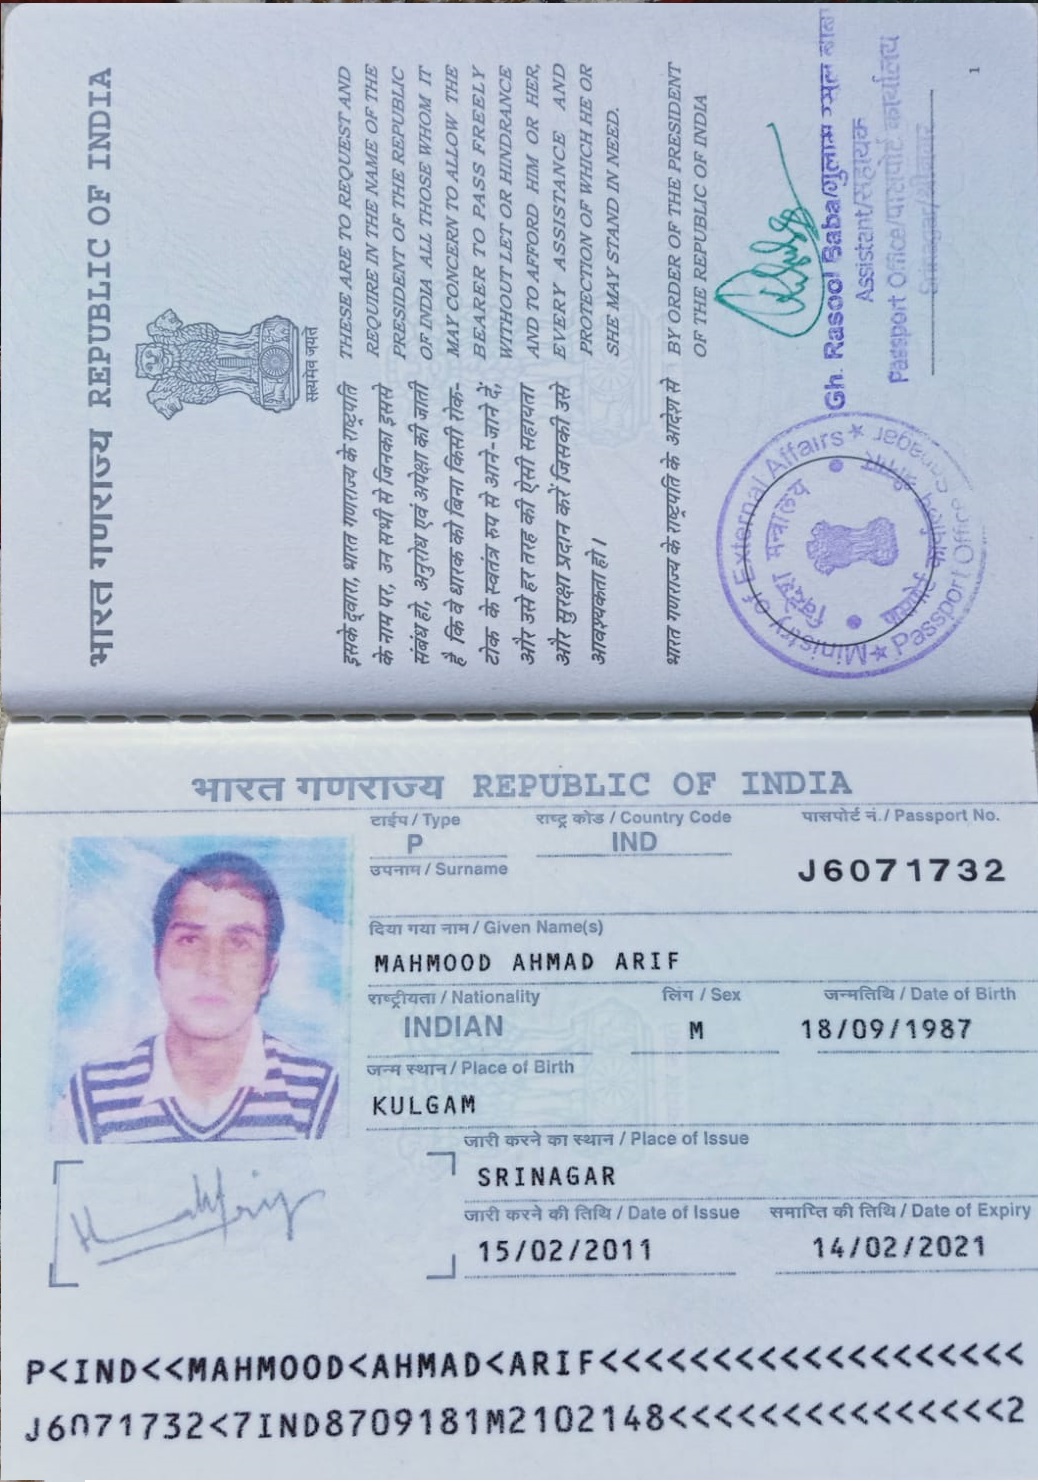 भारत गणराज्य REPUBLIC OF INDIA
सत्यमेव जयते
इसके द्वारा, भारत गणराज्य के राष्ट्रपति
के नाम पर, उन सभी से जिनका इससे
संबंध हो, अनुरोध एवं अपेक्षा की जाती
है कि वे धारक को बिना किसी रोक-
टोक के स्वतंत्र रुप से आने-जाने दें,
और उसे हर तरह की ऐसी सहायता
और सुरक्षा प्रदान करें जिसकी उसे
आवश्यकता हो।
THESE ARE TO REQUEST AND
REQUIRE IN THE NAME OF THE
PRESIDENT OF THE REPUBLIC
OF INDIA ALL THOSE WHOM IT
MAY CONCERN TO ALLOW THE
BEARER TO PASS FREELY
WITHOUT LET OR HINDRANCE
AND TO AFFORD HIM OR HER,
EVERY ASSISTANCE AND
PROTECTION OF WHICH HE OR
SHE MAY STAND IN NEED.
भारत गणराज्य के राष्ट्रपति के आदेश से
BY ORDER OF THE PRESIDENT
OF THE REPUBLIC OF INDIA
Ministry of External Affairs
विदेश मन्त्रालय
Passport Office
Gh. Rasool Baba/गुलाम रसूल बाबा
Assistant/सहायक
Passport Office/पासपोर्ट कार्यालय
Srinagar/श्रीनगर
1
भारत गणराज्य REPUBLIC OF INDIA
टाईप / Type राष्ट्र कोड / Country Code पासपोर्ट नं. / Passport No.
P IND J6071732
उपनाम / Surname
दिया गया नाम / Given Name(s)
MAHMOOD AHMAD ARIF
राष्ट्रीयता / Nationality लिंग / Sex जन्मतिथि / Date of Birth
INDIAN M 18/09/1987
जन्म स्थान / Place of Birth
KULGAM
जारी करने का स्थान / Place of Issue
SRINAGAR
जारी करने की तिथि / Date of Issue समाप्ति की तिथि / Date of Expiry
15/02/2011 14/02/2021
P<IND<<MAHMOOD<AHMAD<ARIF<<<<<<<<<<<<<<<<<<<
J6071732<7IND8709181M2102148<<<<<<<<<<<<<<<2